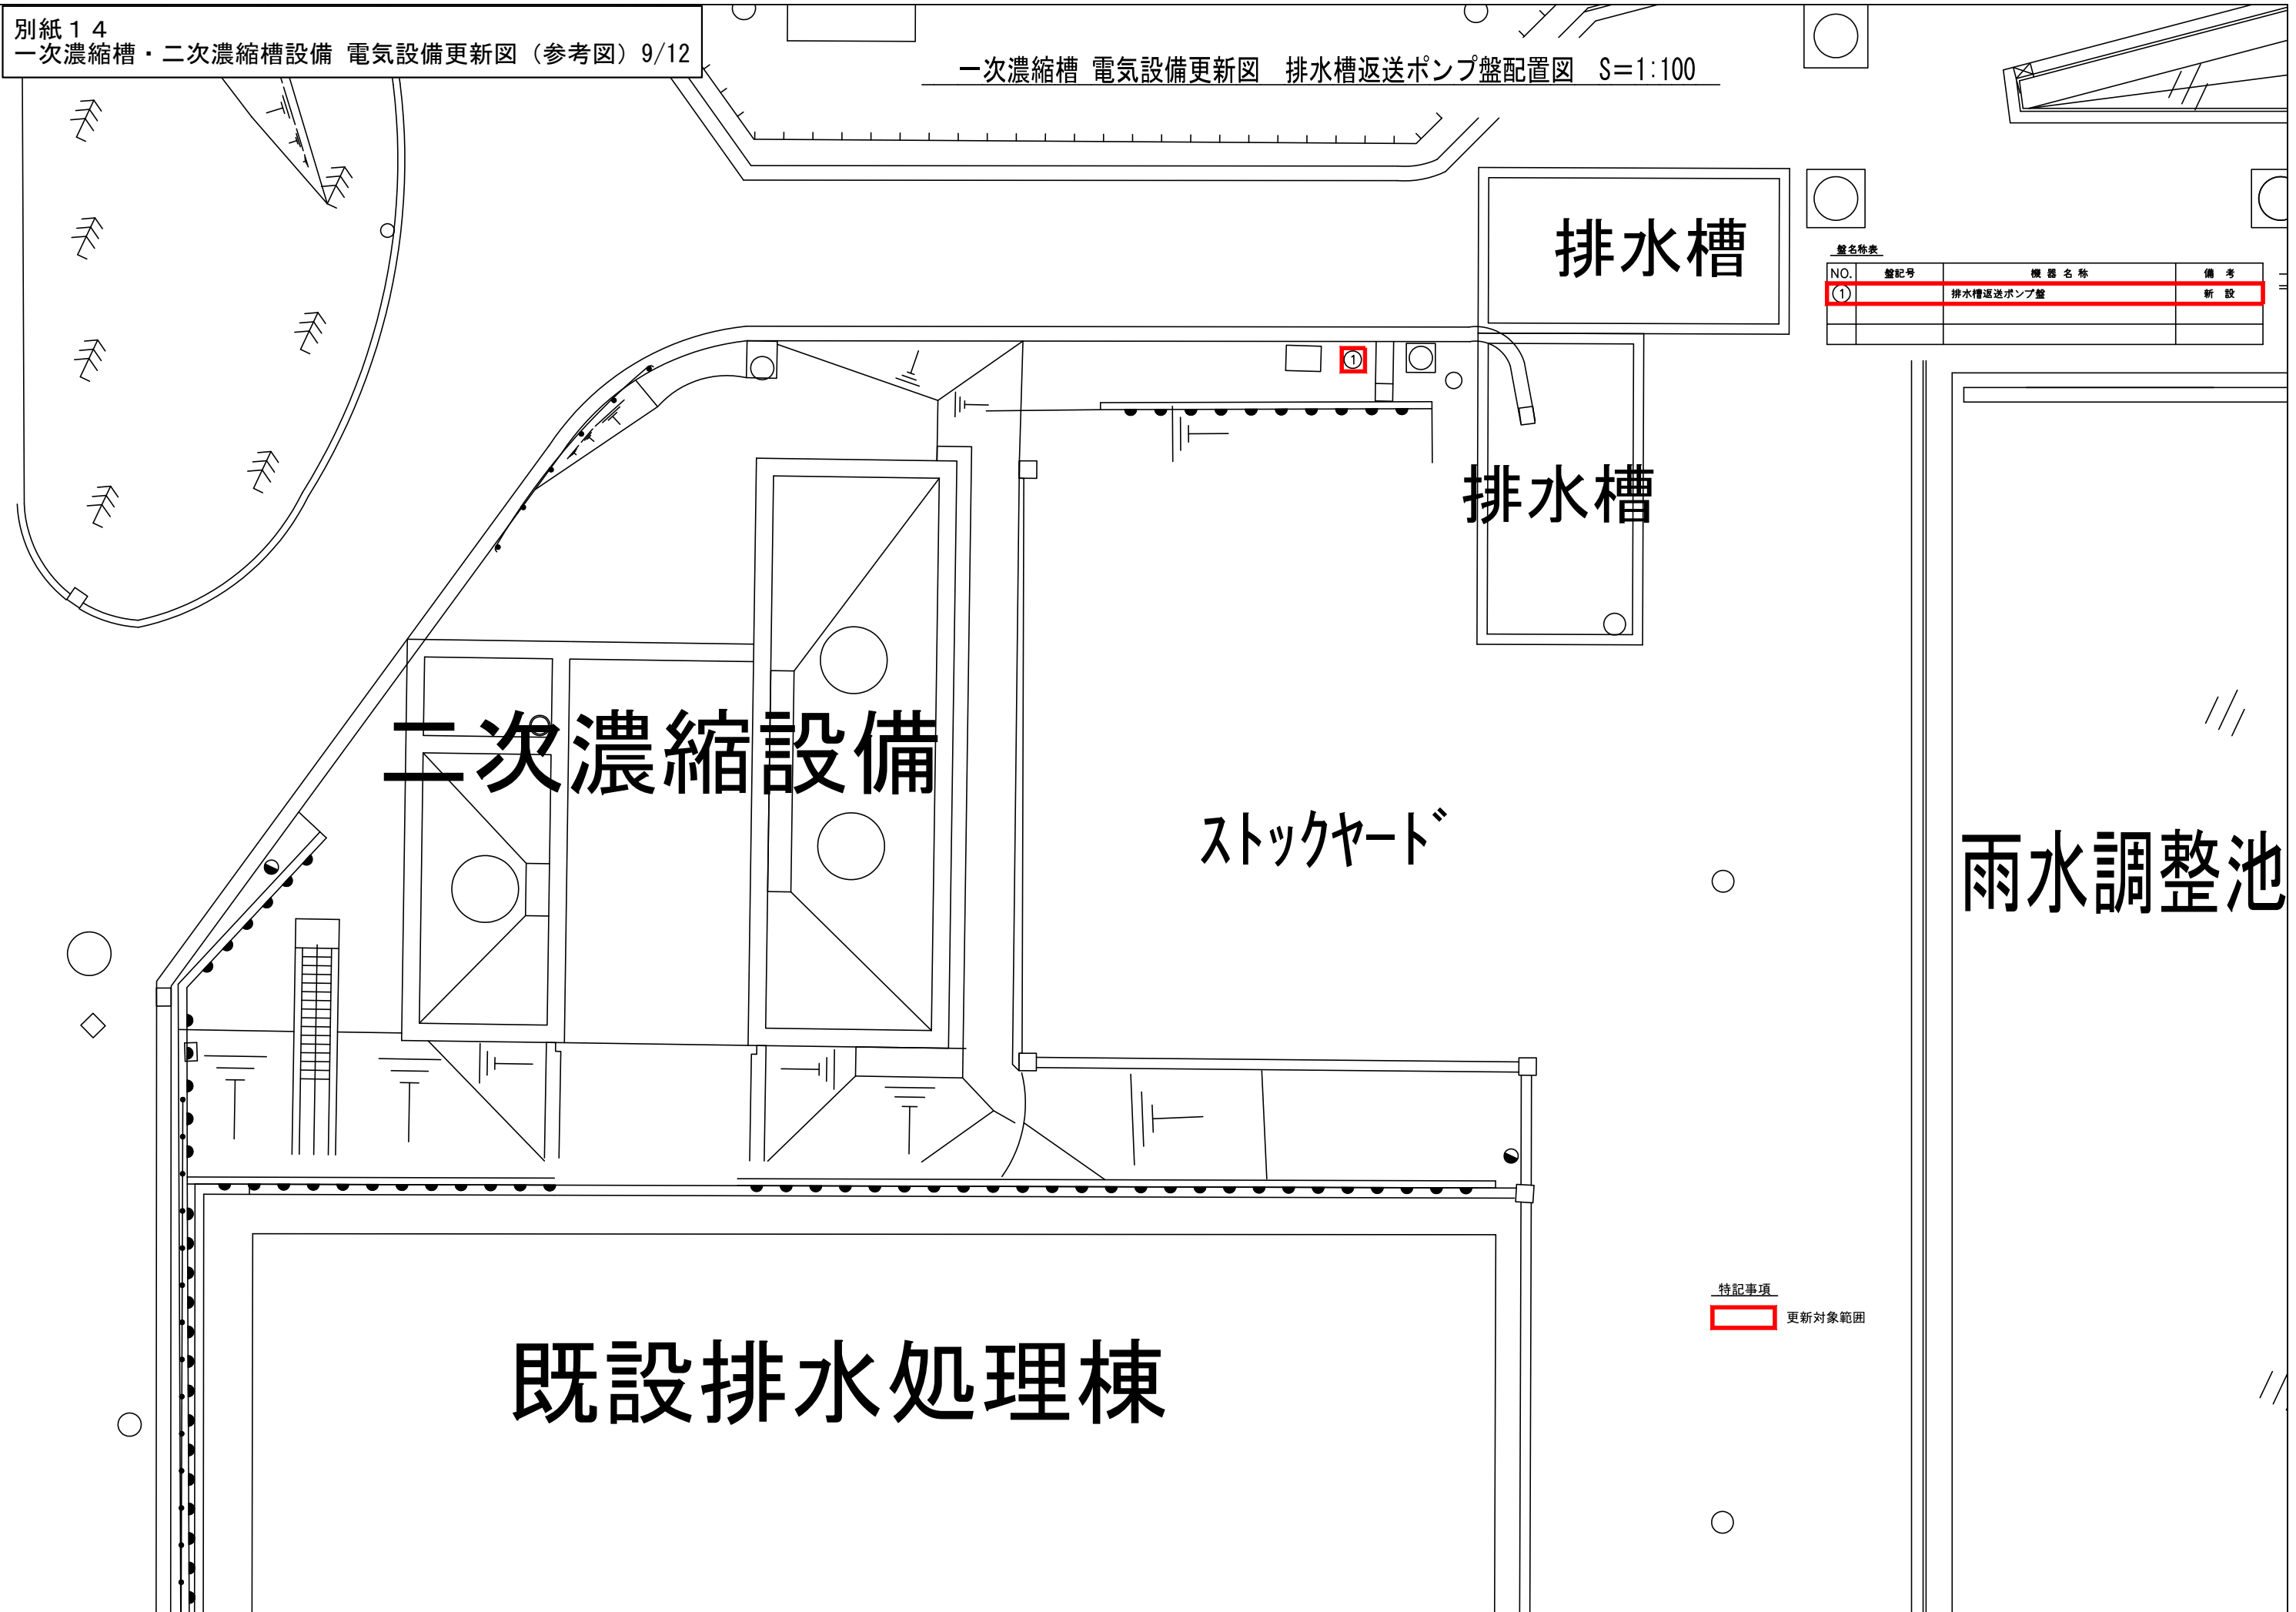 別紙１４
一次濃縮槽・二次濃縮槽設備 電気設備更新図（参考図）9/12
一次濃縮槽 電気設備更新図　排水槽返送ポンプ盤配置図　S＝1:100
排水槽
盤名称表
NO. 盤記号 機器名称 備考
① 排水槽返送ポンプ盤 新設
①
排水槽
二次濃縮設備
ストックヤード
雨水調整池
特記事項
更新対象範囲
既設排水処理棟